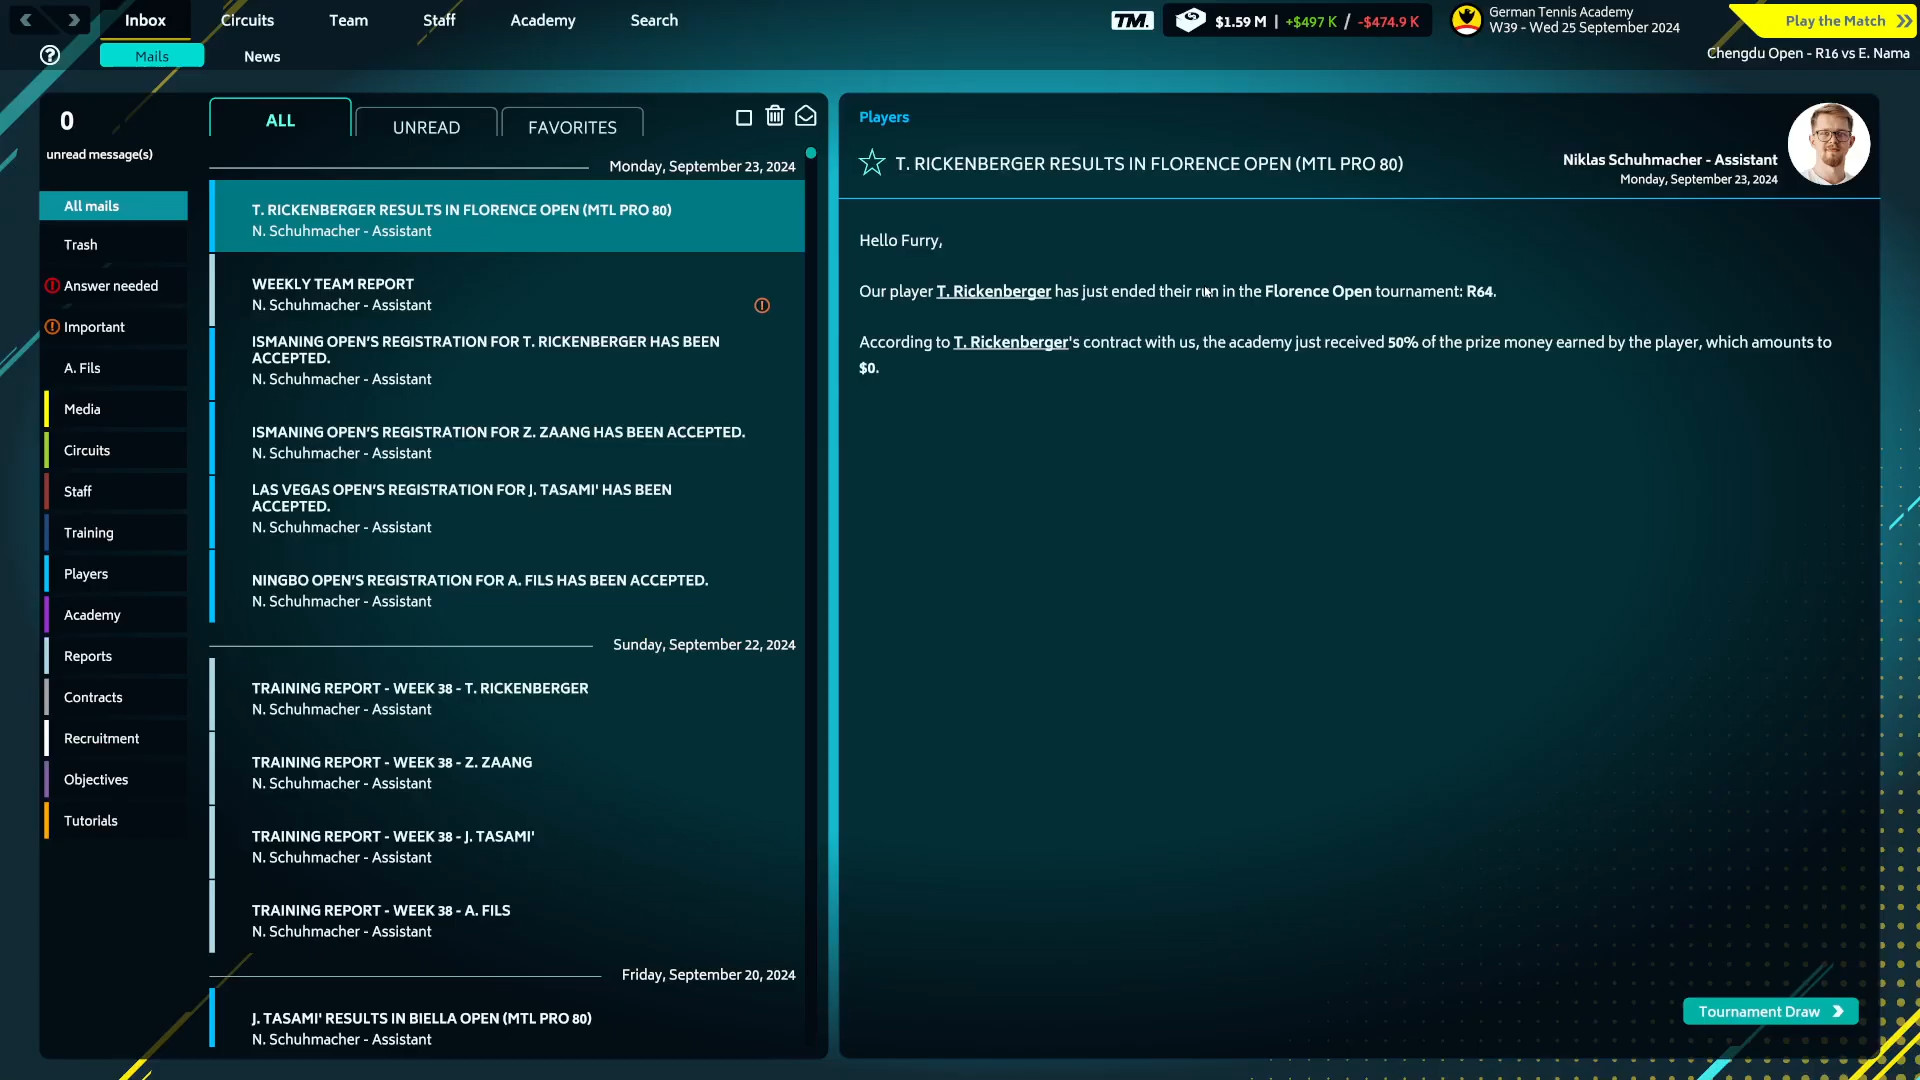 Inbox
Circuits
Team
Staff
Academy
Search
TM.
$1.59 M | +$497 K / -$474.9 K
German Tennis Academy
W39 - Wed 25 September 2024
Play the Match
Chengdu Open - R16 vs E. Nama
Mails
News
0
unread message(s)
All mails
Trash
Answer needed
Important
A. Fils
Media
Circuits
Staff
Training
Players
Academy
Reports
Contracts
Recruitment
Objectives
Tutorials
ALL
UNREAD
FAVORITES
Monday, September 23, 2024
T. RICKENBERGER RESULTS IN FLORENCE OPEN (MTL PRO 80)
N. Schuhmacher - Assistant
WEEKLY TEAM REPORT
N. Schuhmacher - Assistant
ISMANING OPEN'S REGISTRATION FOR T. RICKENBERGER HAS BEEN
ACCEPTED.
N. Schuhmacher - Assistant
ISMANING OPEN'S REGISTRATION FOR Z. ZAANG HAS BEEN ACCEPTED.
N. Schuhmacher - Assistant
LAS VEGAS OPEN'S REGISTRATION FOR J. TASAMI' HAS BEEN
ACCEPTED.
N. Schuhmacher - Assistant
NINGBO OPEN'S REGISTRATION FOR A. FILS HAS BEEN ACCEPTED.
N. Schuhmacher - Assistant
Sunday, September 22, 2024
TRAINING REPORT - WEEK 38 - T. RICKENBERGER
N. Schuhmacher - Assistant
TRAINING REPORT - WEEK 38 - Z. ZAANG
N. Schuhmacher - Assistant
TRAINING REPORT - WEEK 38 - J. TASAMI'
N. Schuhmacher - Assistant
TRAINING REPORT - WEEK 38 - A. FILS
N. Schuhmacher - Assistant
Friday, September 20, 2024
J. TASAMI' RESULTS IN BIELLA OPEN (MTL PRO 80)
N. Schuhmacher - Assistant
Players
T. RICKENBERGER RESULTS IN FLORENCE OPEN (MTL PRO 80)
Niklas Schuhmacher - Assistant
Monday, September 23, 2024
Hello Furry,
Our player T. Rickenberger has just ended their run in the Florence Open tournament: R64.
According to T. Rickenberger's contract with us, the academy just received 50% of the prize money earned by the player, which amounts to
$0.
Tournament Draw